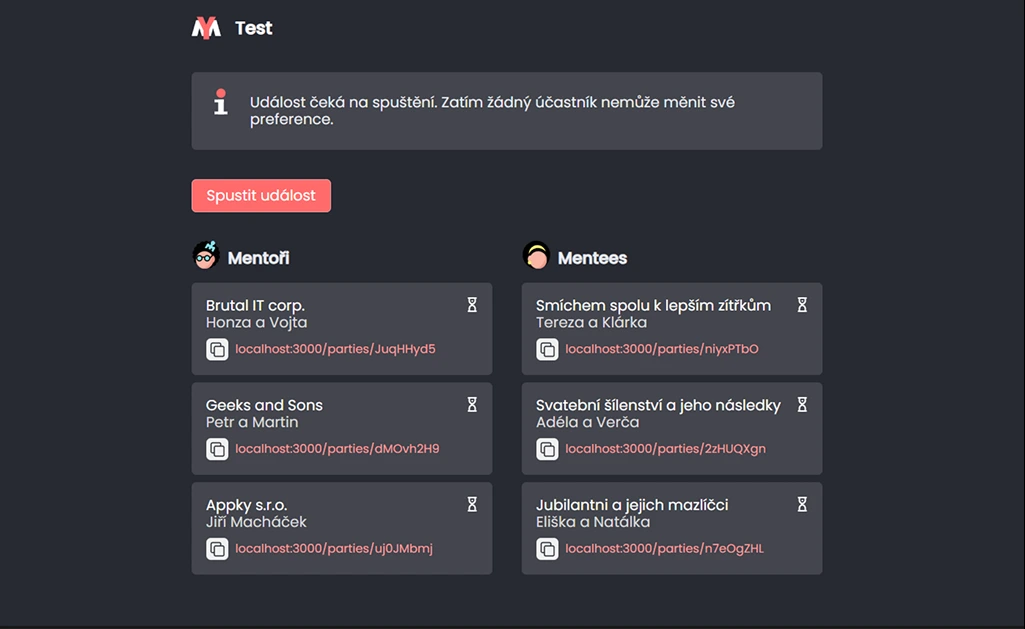 Test
Událost čeká na spuštění. Zatím žádný účastník nemůže měnit své
preference.
Spustit událost
Mentoři
Brutal IT corp.
Honza a Vojta
localhost:3000/parties/JuqHHyd5
Geeks and Sons
Petr a Martin
localhost:3000/parties/dMOvh2H9
Appky s.r.o.
Jiří Macháček
localhost:3000/parties/uj0JMbmj
Mentees
Smíchem spolu k lepším zítřkům
Tereza a Klárka
localhost:3000/parties/niyxPTbO
Svatební šílenství a jeho následky
Adéla a Verča
localhost:3000/parties/2zHUQXgn
Jubilantni a jejich mazlíčci
Eliška a Natálka
localhost:3000/parties/n7eOgZHL